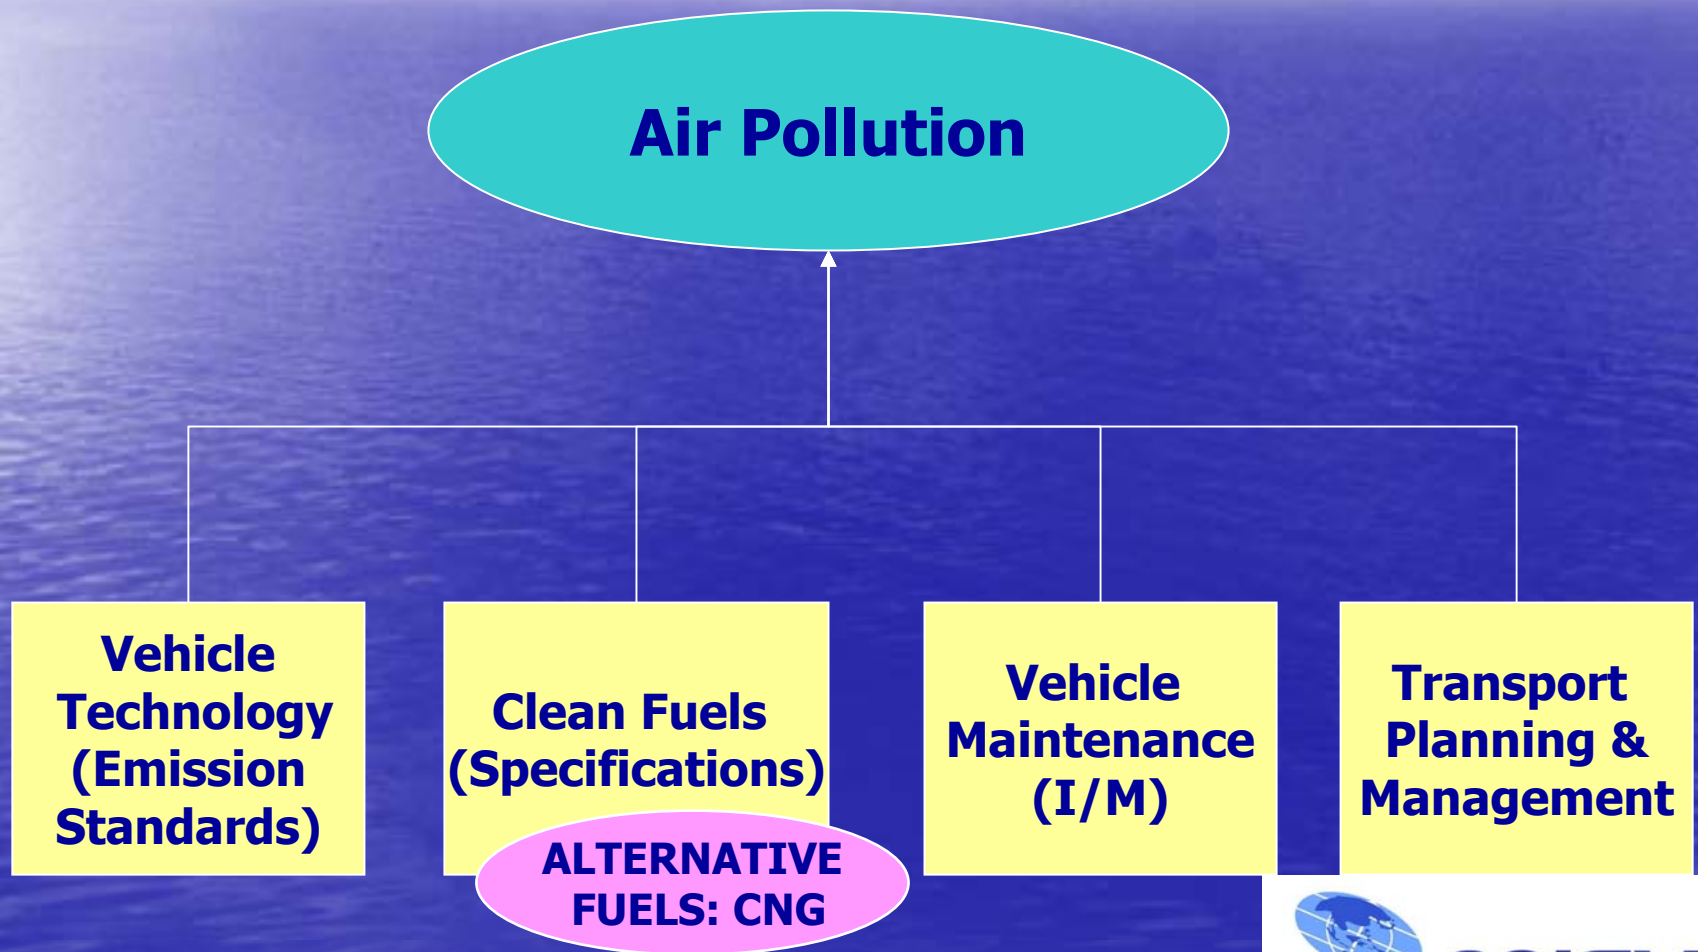 Air Pollution
Vehicle
Technology
(Emission
Standards)
Clean Fuels
(Specifications)
ALTERNATIVE
FUELS: CNG
Vehicle
Maintenance
(I/M)
Transport
Planning &
Management